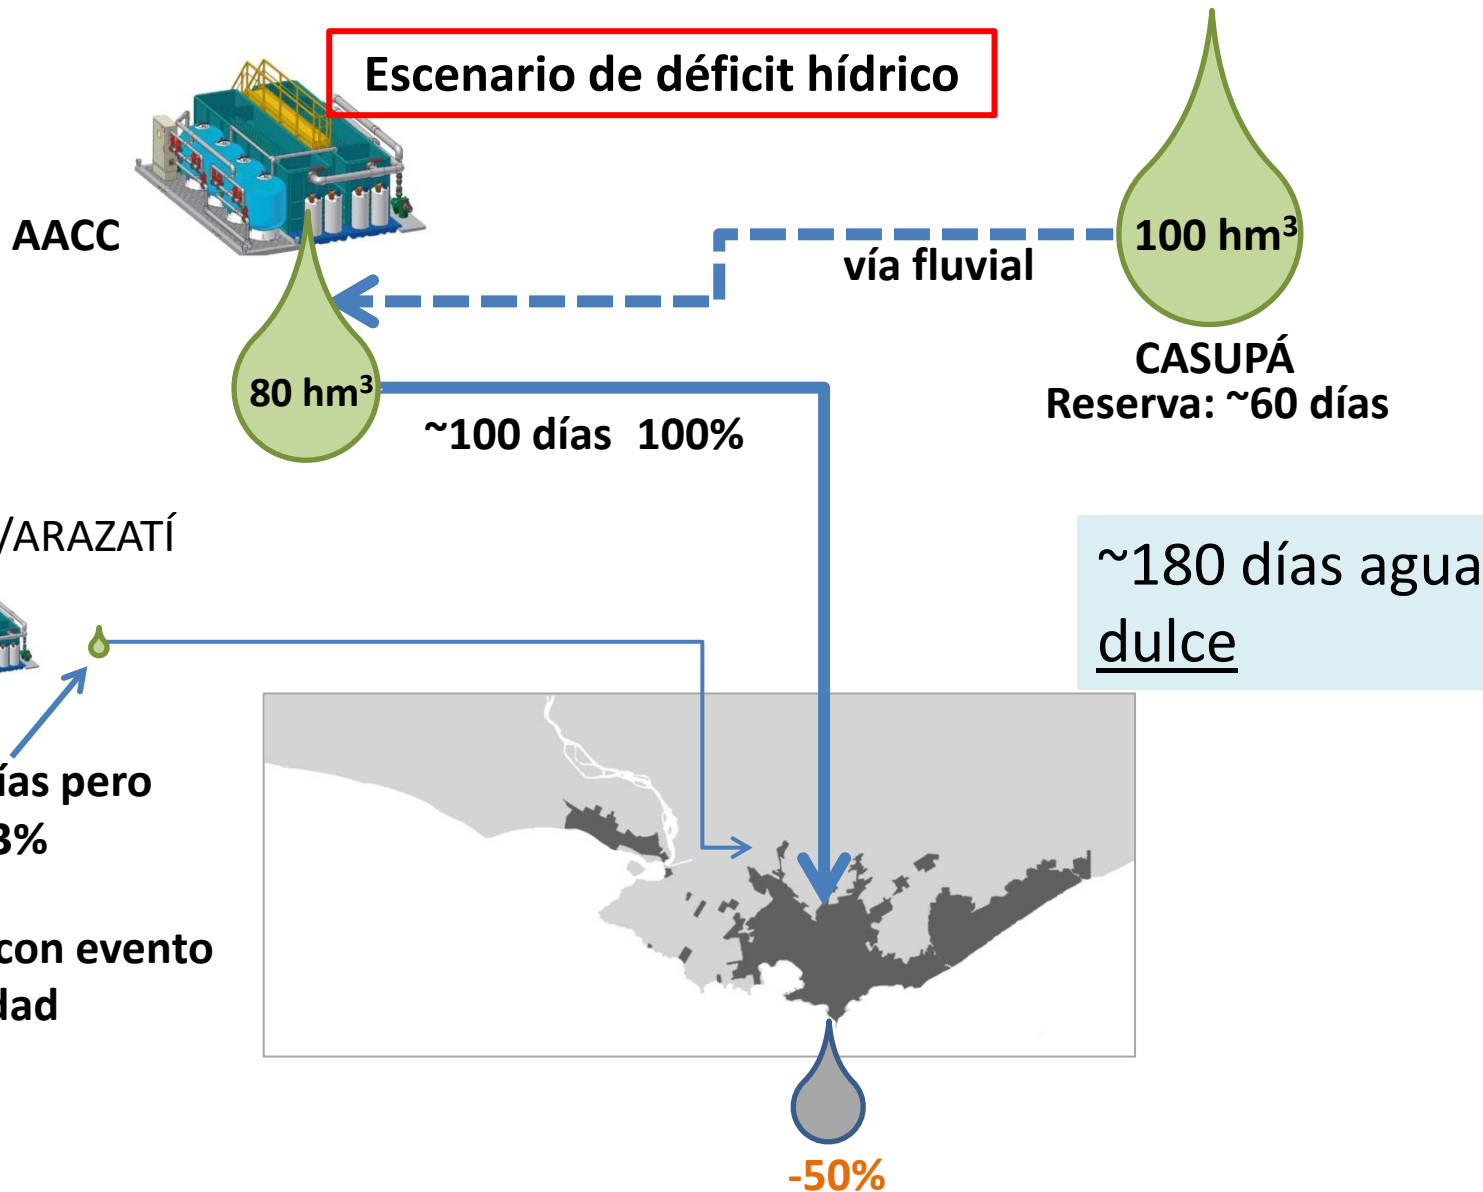 Escenario de déficit hídrico
AACC
100 hm³
vía fluvial
CASUPÁ
Reserva: ~60 días
80 hm³
~100 días 100%
/ARAZATÍ
~180 días agua
dulce
ías pero
3%
con evento
dad
-50%